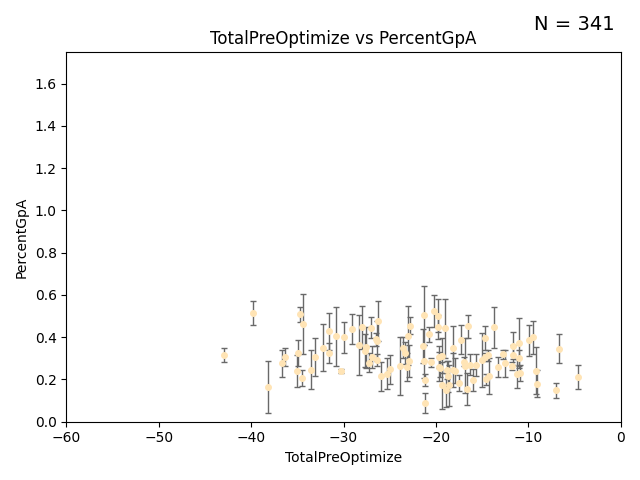 N = 341
TotalPreOptimize vs PercentGpA
PercentGpA
1.6
1.4
1.2
1.0
0.8
0.6
0.4
0.2
0.0
−60 −50 −40 −30 −20 −10 0
TotalPreOptimize